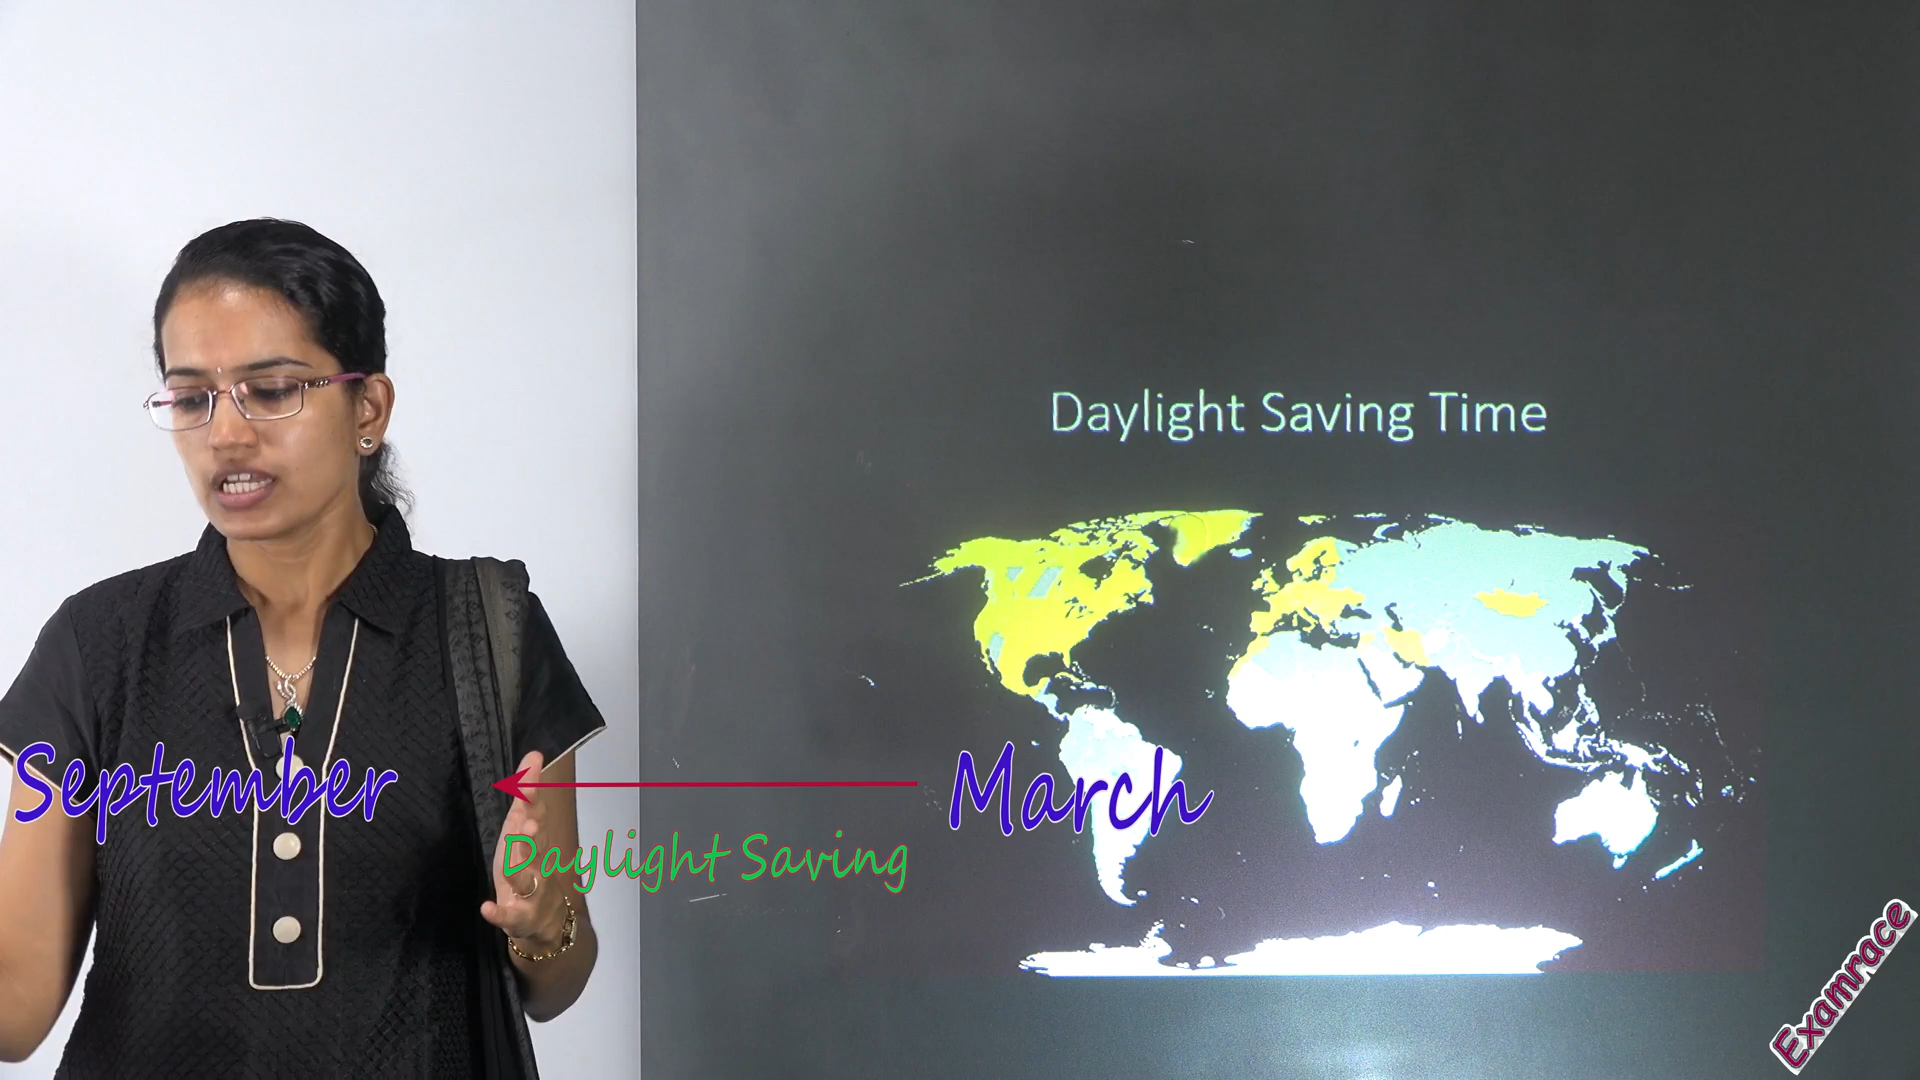 Daylight Saving Time
September
March
Daylight Saving
Examrace